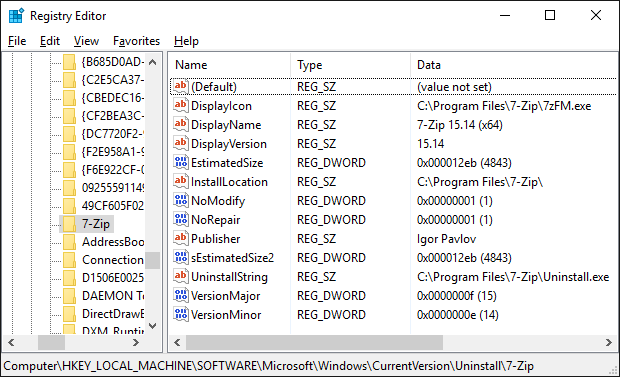 Registry Editor
File Edit View Favorites Help
{B685D0AD-
{C2E5CA37-
{CBEDEC16-
{CF2BEA3C-
{DC7720F2-9
{F2E958A1-9
{F6E922CF-0
09255591149
49CF605F02
7-Zip
AddressBoo
Connection
D1506E0025
DAEMON To
DirectDrawE
DXM_Runtim
Name Type Data
(Default) REG_SZ (value not set)
DisplayIcon REG_SZ C:\Program Files\7-Zip\7zFM.exe
DisplayName REG_SZ 7-Zip 15.14 (x64)
DisplayVersion REG_SZ 15.14
EstimatedSize REG_DWORD 0x000012eb (4843)
InstallLocation REG_SZ C:\Program Files\7-Zip\
NoModify REG_DWORD 0x00000001 (1)
NoRepair REG_DWORD 0x00000001 (1)
Publisher REG_SZ Igor Pavlov
sEstimatedSize2 REG_DWORD 0x000012eb (4843)
UninstallString REG_SZ C:\Program Files\7-Zip\Uninstall.exe
VersionMajor REG_DWORD 0x0000000f (15)
VersionMinor REG_DWORD 0x0000000e (14)
Computer\HKEY_LOCAL_MACHINE\SOFTWARE\Microsoft\Windows\CurrentVersion\Uninstall\7-Zip